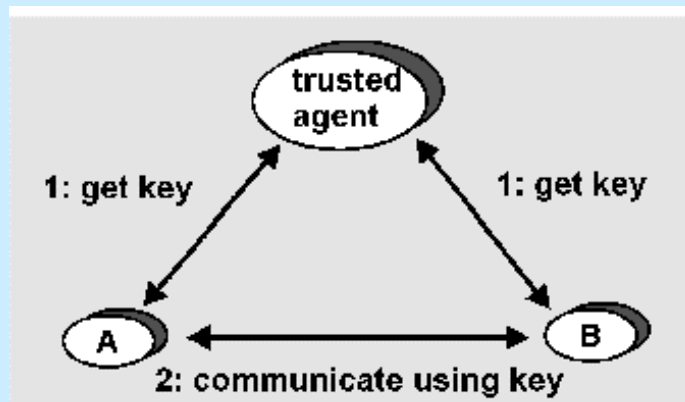 trusted
agent
1: get key
1: get key
A
B
2: communicate using key